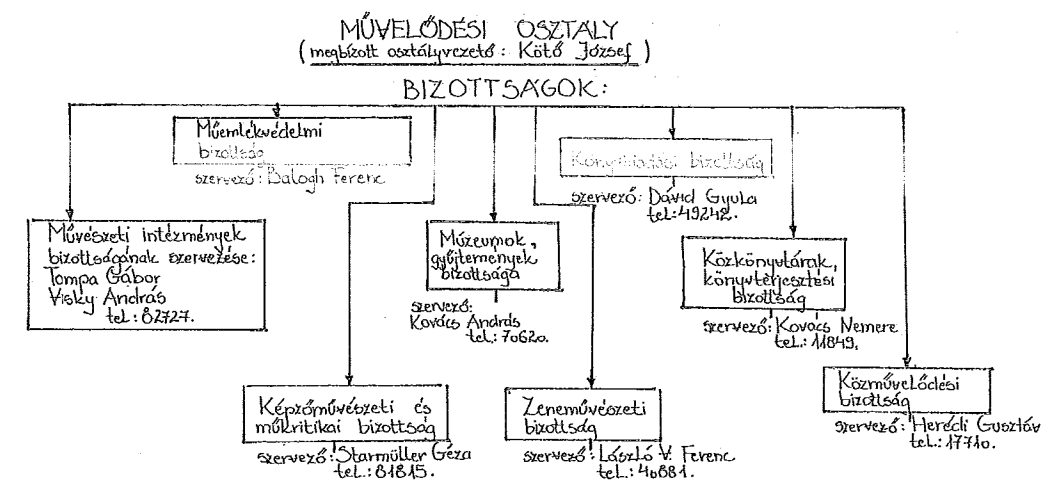 MŰVELŐDÉSI OSZTÁLY
(megbízott osztályvezető: Kötő József)
BIZOTTSÁGOK:
Műemlékvédelmi
bizottság
szervező: Balogh Ferenc
Könyvkiadási bizottság
szervező: Dávid Gyula
tel: 49242.
Művészeti intézmények
bizottságának szervezése:
Tompa Gábor
Visky András
tel: 82727.
Múzeumok,
gyűjtemények
bizottsága
szervező:
Kovács András
tel: 70620.
Közkönyvtárak,
könyvterjesztési
bizottság
szervező: Kovács Nemere
tel.: 11849.
Képzőművészeti és
műkritikai bizottság
szervező: Starmüller Géza
tel.: 81815.
Zeneművészeti
bizottság
szervező: László V. Ferenc
tel.: 40881.
Közművelődési
bizottság
szervező: Herédi Gusztáv
tel.: 17710.